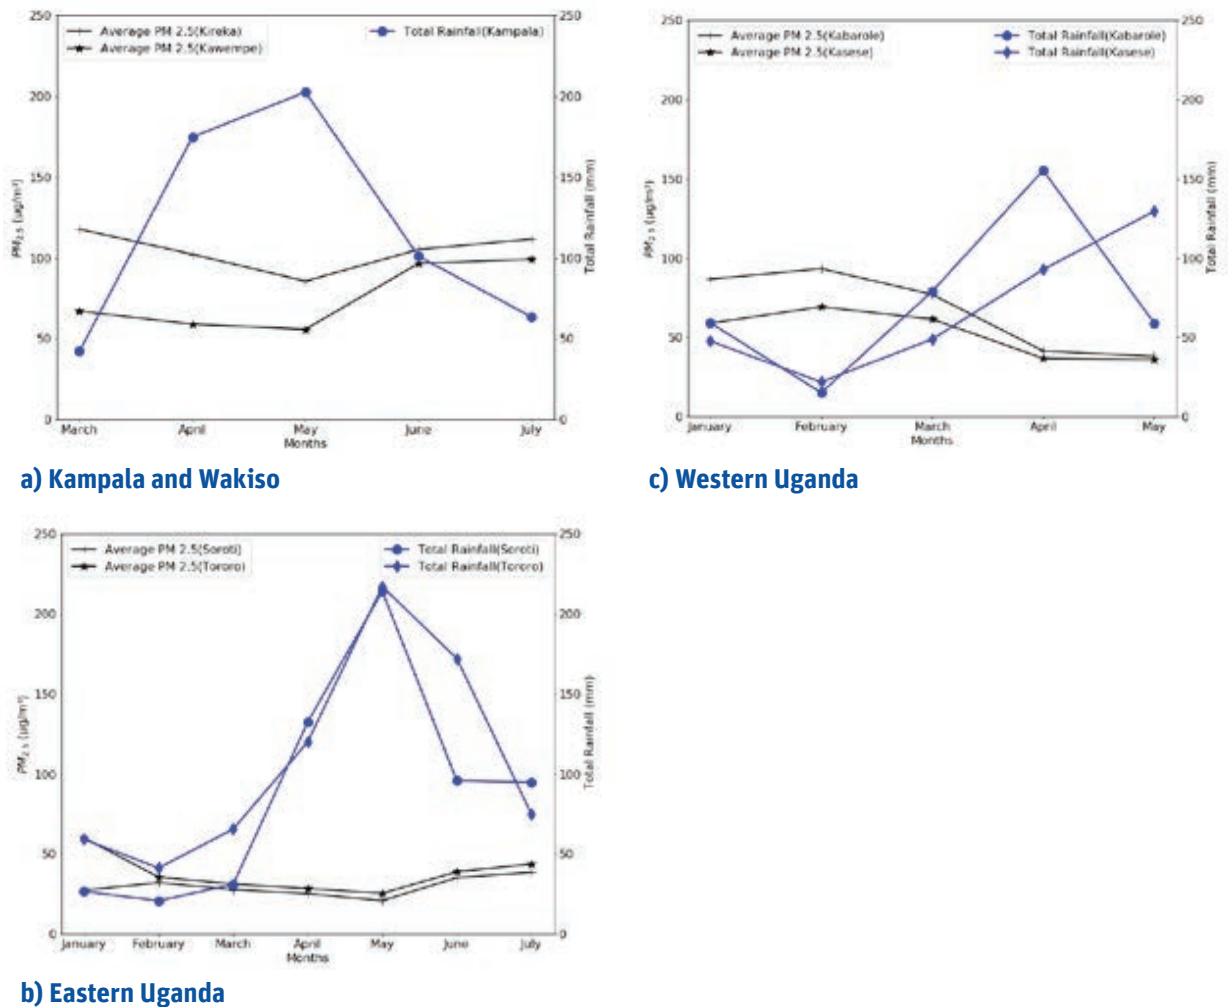 250
200
150
100
50
0
PM2.5 (µg/m³)
Average PM 2.5(Kireka)
Average PM 2.5(Kawempe)
Total Rainfall(Kampala)
250
200
150
100
50
0
Total Rainfall (mm)
March April May June July
Months
a) Kampala and Wakiso
250
200
150
100
50
0
PM2.5 (µg/m³)
Average PM 2.5(Kabarole)
Average PM 2.5(Kasese)
Total Rainfall(Kabarole)
Total Rainfall(Kasese)
250
200
150
100
50
0
Total Rainfall (mm)
January February March April May
Months
c) Western Uganda
250
200
150
100
50
0
PM2.5 (µg/m³)
Average PM 2.5(Soroti)
Average PM 2.5(Tororo)
Total Rainfall(Soroti)
Total Rainfall(Tororo)
250
200
150
100
50
0
Total Rainfall (mm)
January February March April May June July
Months
b) Eastern Uganda